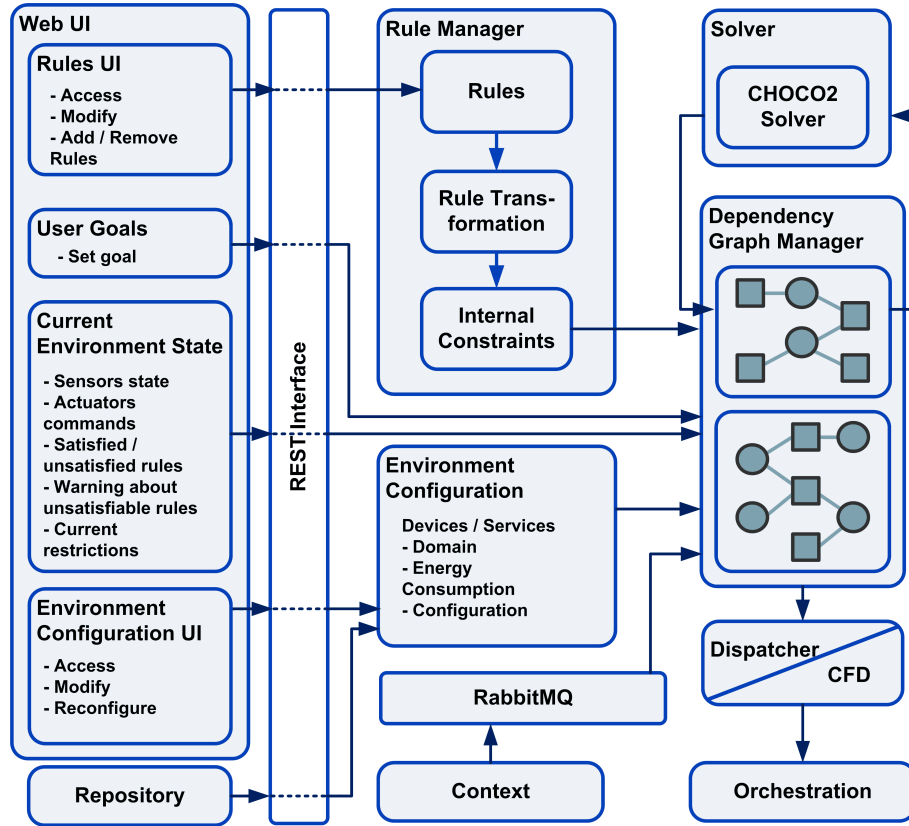 Web UI
Rules UI
- Access
- Modify
- Add / Remove
Rules
User Goals
- Set goal
Current
Environment State
- Sensors state
- Actuators
commands
- Satisfied /
unsatisfied rules
- Warning about
unsatisfiable rules
- Current
restrictions
Environment
Configuration UI
- Access
- Modify
- Reconfigure
Repository
REST Interface
Rule Manager
Rules
Rule Trans-
formation
Internal
Constraints
Environment
Configuration
Devices / Services
- Domain
- Energy
Consumption
- Configuration
RabbitMQ
Context
Solver
CHOCO2
Solver
Dependency
Graph Manager
Dispatcher
CFD
Orchestration